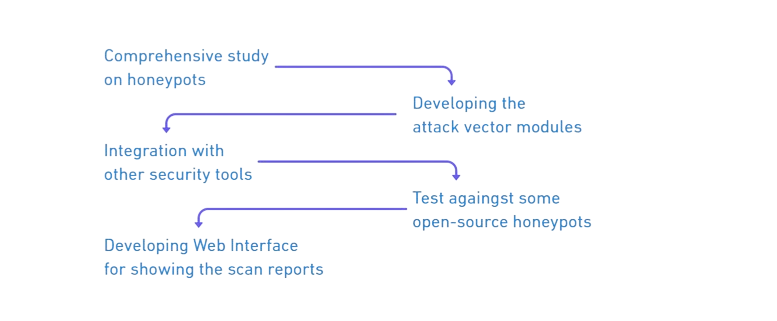 Comprehensive study
on honeypots
Developing the
attack vector modules
Integration with
other security tools
Test againgst some
open-source honeypots
Developing Web Interface
for showing the scan reports